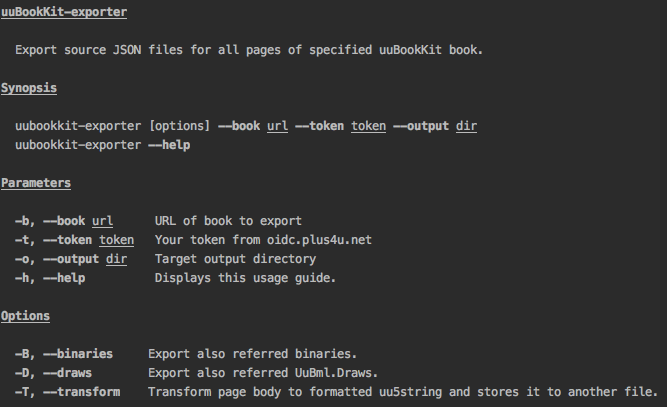 uuBookKit-exporter
Export source JSON files for all pages of specified uuBookKit book.
Synopsis
uubookkit-exporter [options] --book url --token token --output dir
uubookkit-exporter --help
Parameters
-b, --book url URL of book to export
-t, --token token Your token from oidc.plus4u.net
-o, --output dir Target output directory
-h, --help Displays this usage guide.
Options
-B, --binaries Export also referred binaries.
-D, --draws Export also referred UuBml.Draws.
-T, --transform Transform page body to formatted uu5string and stores it to another file.